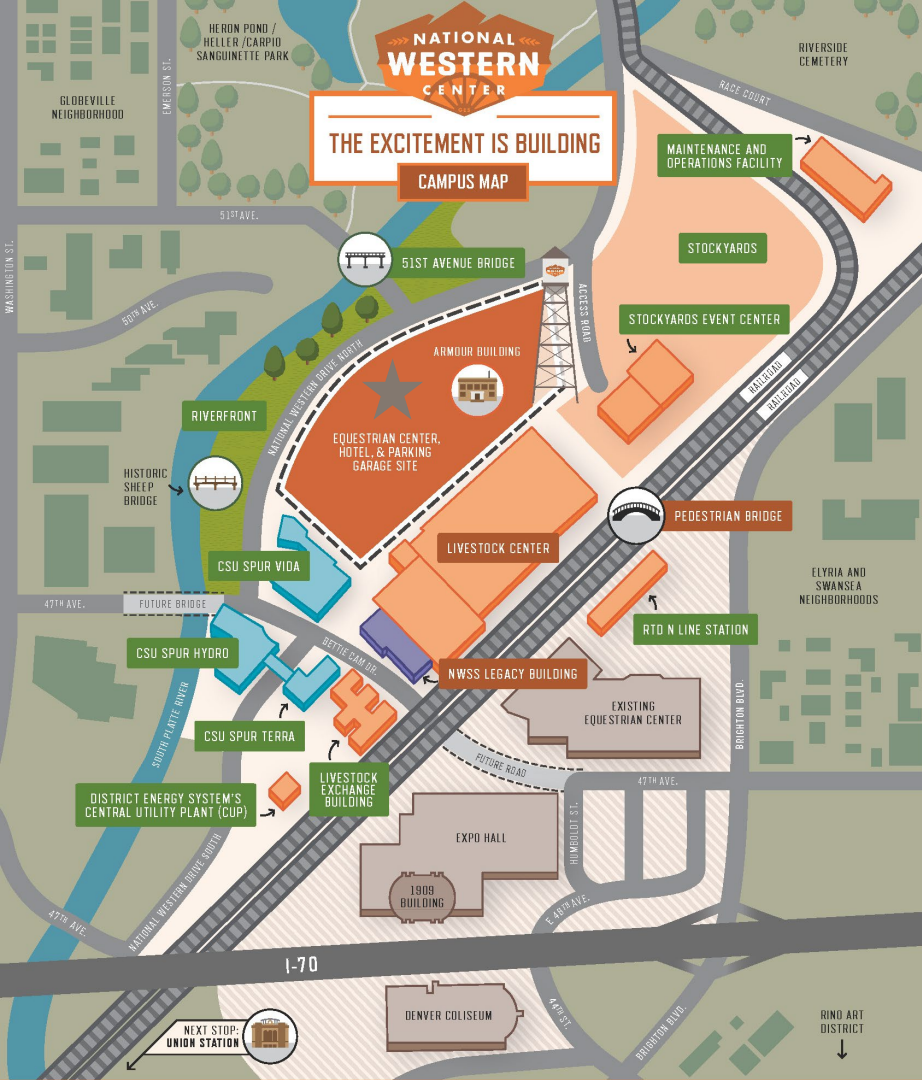 NATIONAL
WESTERN
CENTER
THE EXCITEMENT IS BUILDING
CAMPUS MAP
HERON POND /
HELLER /CARPIO
SANGUINETTE PARK
RIVERSIDE
CEMETERY
GLOBEVILLE
NEIGHBORHOOD
EMERSON ST.
RACE COURT
MAINTENANCE AND
OPERATIONS FACILITY
51ST AVE.
WASHINGTON ST.
STOCKYARDS
51ST AVENUE BRIDGE
50TH AVE.
ACCESS ROAD
STOCKYARDS EVENT CENTER
NATIONAL WESTERN DRIVE NORTH
ARMOUR BUILDING
RAILROAD
RAILROAD
RIVERFRONT
EQUESTRIAN CENTER,
HOTEL, & PARKING
GARAGE SITE
HISTORIC
SHEEP
BRIDGE
PEDESTRIAN BRIDGE
LIVESTOCK CENTER
CSU SPUR VIDA
ELYRIA AND
SWANSEA
NEIGHBORHOODS
47TH AVE.
FUTURE BRIDGE
RTD N LINE STATION
CSU SPUR HYDRO
BETTIE CAM DR.
NWSS LEGACY BUILDING
SOUTH PLATTE RIVER
EXISTING
EQUESTRIAN CENTER
BRIGHTON BLVD.
CSU SPUR TERRA
FUTURE ROAD
47TH AVE.
LIVESTOCK
EXCHANGE
BUILDING
DISTRICT ENERGY SYSTEM'S
CENTRAL UTILITY PLANT (CUP)
HUMBOLDT ST.
EXPO HALL
1909
BUILDING
NATIONAL WESTERN DRIVE SOUTH
47TH AVE.
E 46TH AVE.
I-70
DENVER COLISEUM
44TH ST.
BRIGHTON BLVD.
RINO ART
DISTRICT
NEXT STOP:
UNION STATION